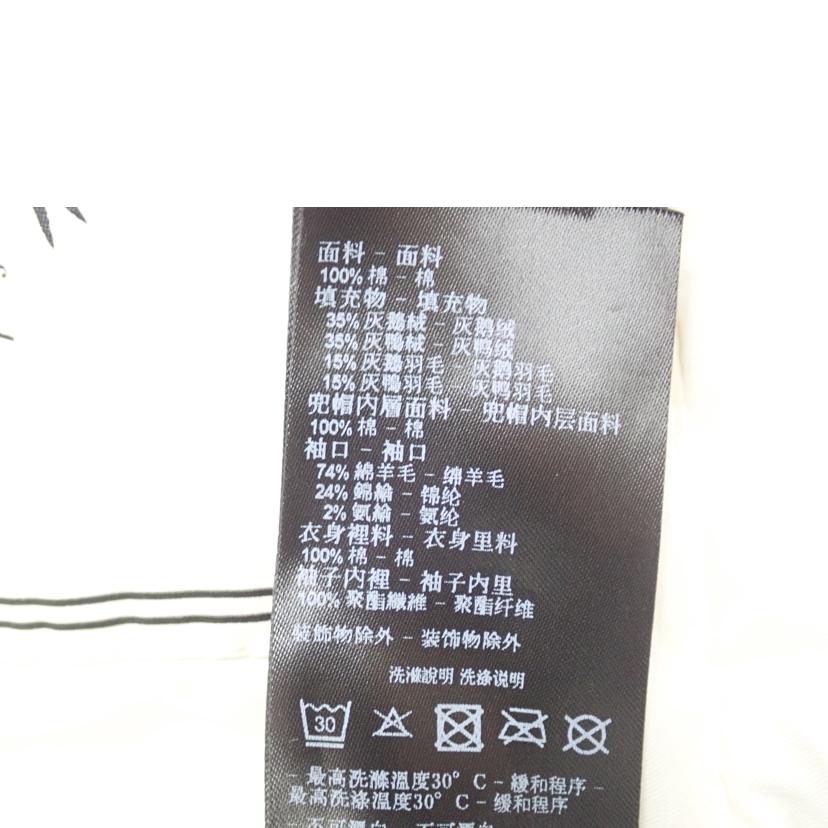 面料 - 面料
100% 棉 - 棉
填充物 - 填充物
35% 灰鵝絨 - 灰鹅绒
35% 灰鴨絨 - 灰鸭绒
15% 灰鵝羽毛 - 灰鹅羽毛
15% 灰鴨羽毛 - 灰鸭羽毛
兜帽內層面料 - 兜帽内层面料
100% 棉 - 棉
袖口 - 袖口
74% 綿羊毛 - 绵羊毛
24% 錦綸 - 锦纶
2% 氨綸 - 氨纶
衣身裡料 - 衣身里料
100% 棉 - 棉
袖子內裡 - 袖子内里
100% 聚酯纖維 - 聚酯纤维
裝飾物除外 - 装饰物除外
洗滌說明 洗涤说明
30
- 最高洗滌溫度30° C - 緩和程序 -
最高洗涤温度30° C - 缓和程序
- 不可漂白 - 不可漂白